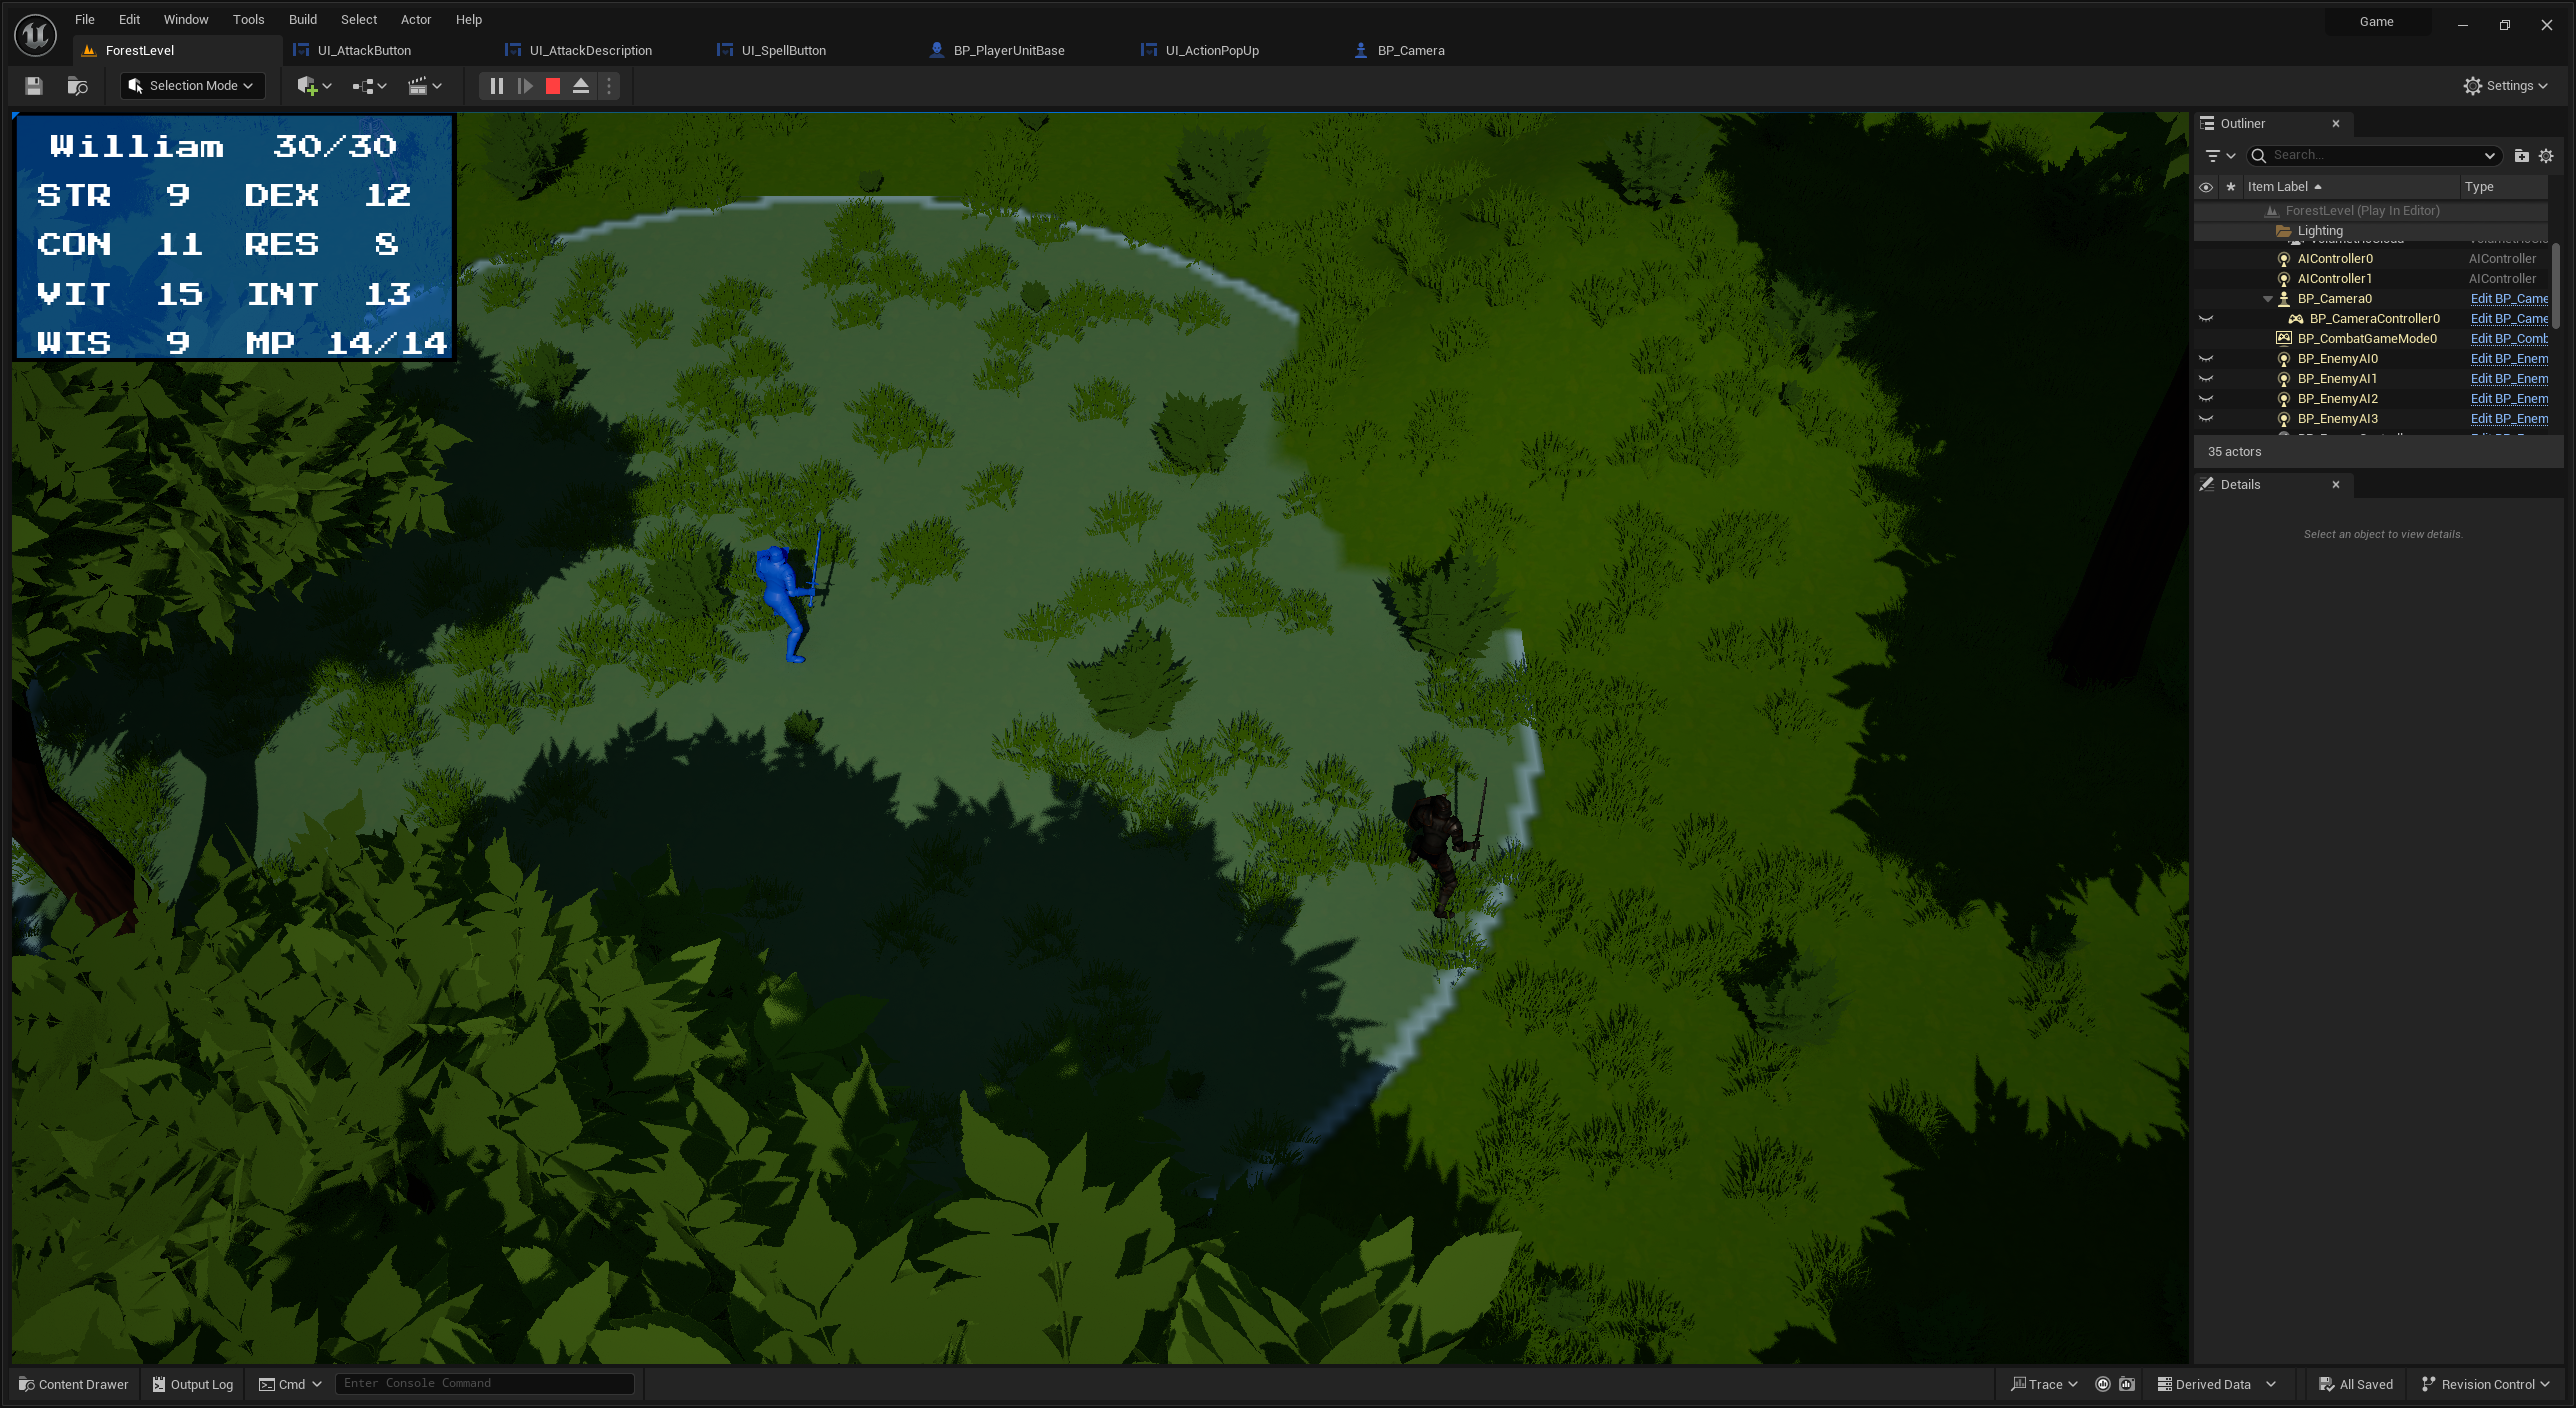 File Edit Window Tools Build Select Actor Help
Game
ForestLevel UI_AttackButton UI_AttackDescription UI_SpellButton BP_PlayerUnitBase UI_ActionPopUp BP_Camera
Selection Mode
Settings
William 30/30
STR 9 DEX 12
CON 11 RES 8
VIT 15 INT 13
WIS 9 MP 14/14
Outliner
Search...
Item Label Type
ForestLevel (Play In Editor)
Lighting
AIController0 AIController
AIController1 AIController
BP_Camera0 Edit BP_Came
BP_CameraController0 Edit BP_Came
BP_CombatGameMode0 Edit BP_Comb
BP_EnemyAI0 Edit BP_Enem
BP_EnemyAI1 Edit BP_Enem
BP_EnemyAI2 Edit BP_Enem
BP_EnemyAI3 Edit BP_Enem
35 actors
Details
Select an object to view details.
Content Drawer Output Log Cmd Enter Console Command Trace Derived Data All Saved Revision Control